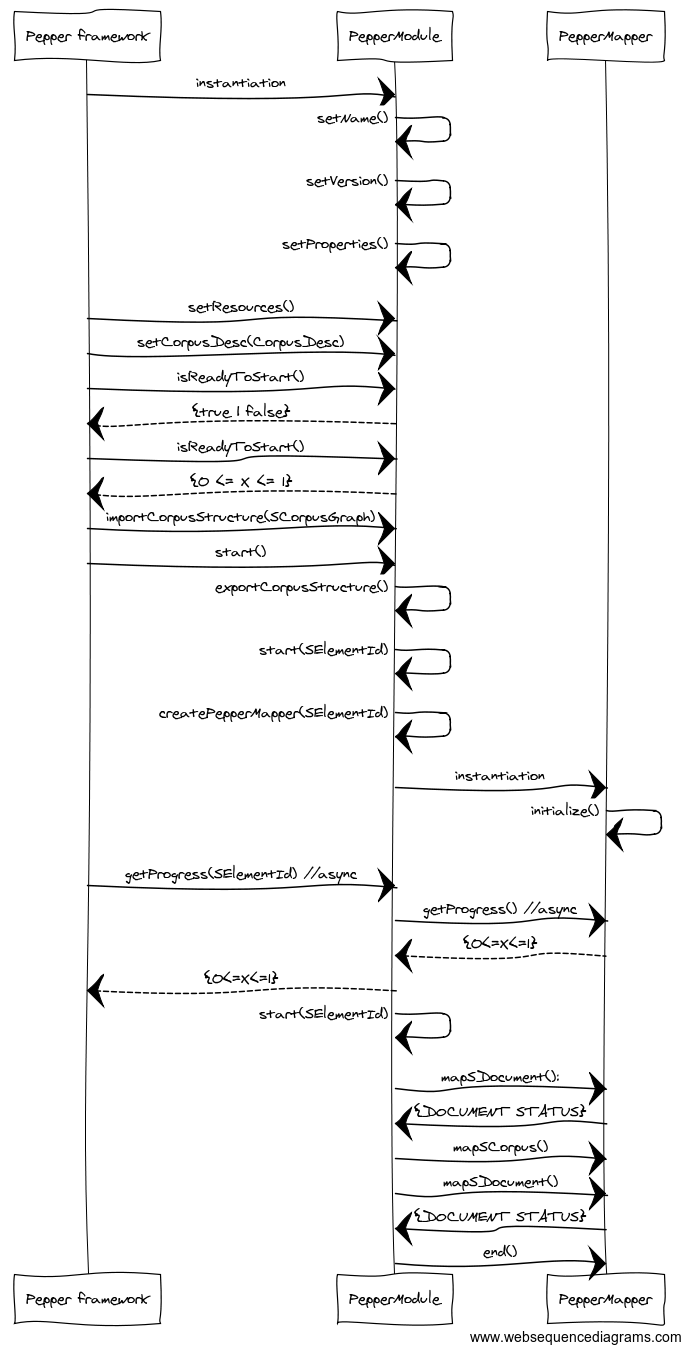 Pepper framework
PepperModule
PepperMapper
instantiation
setName()
setVersion()
setProperties()
setResources()
setCorpusDesc(CorpusDesc)
isReadyToStart()
{true | false}
isReadyToStart()
{0 <= x <= 1}
importCorpusStructure(SCorpusGraph)
start()
exportCorpusStructure()
start(SElementId)
createPepperMapper(SElementId)
instantiation
initialize()
getProgress(SElementId) //async
getProgress() //async
{0<=x<=1}
{0<=x<=1}
start(SElementId)
mapSDocument():
{DOCUMENT STATUS}
mapSCorpus()
mapSDocument()
{DOCUMENT STATUS}
end()
Pepper framework
PepperModule
PepperMapper
www.websequencediagrams.com